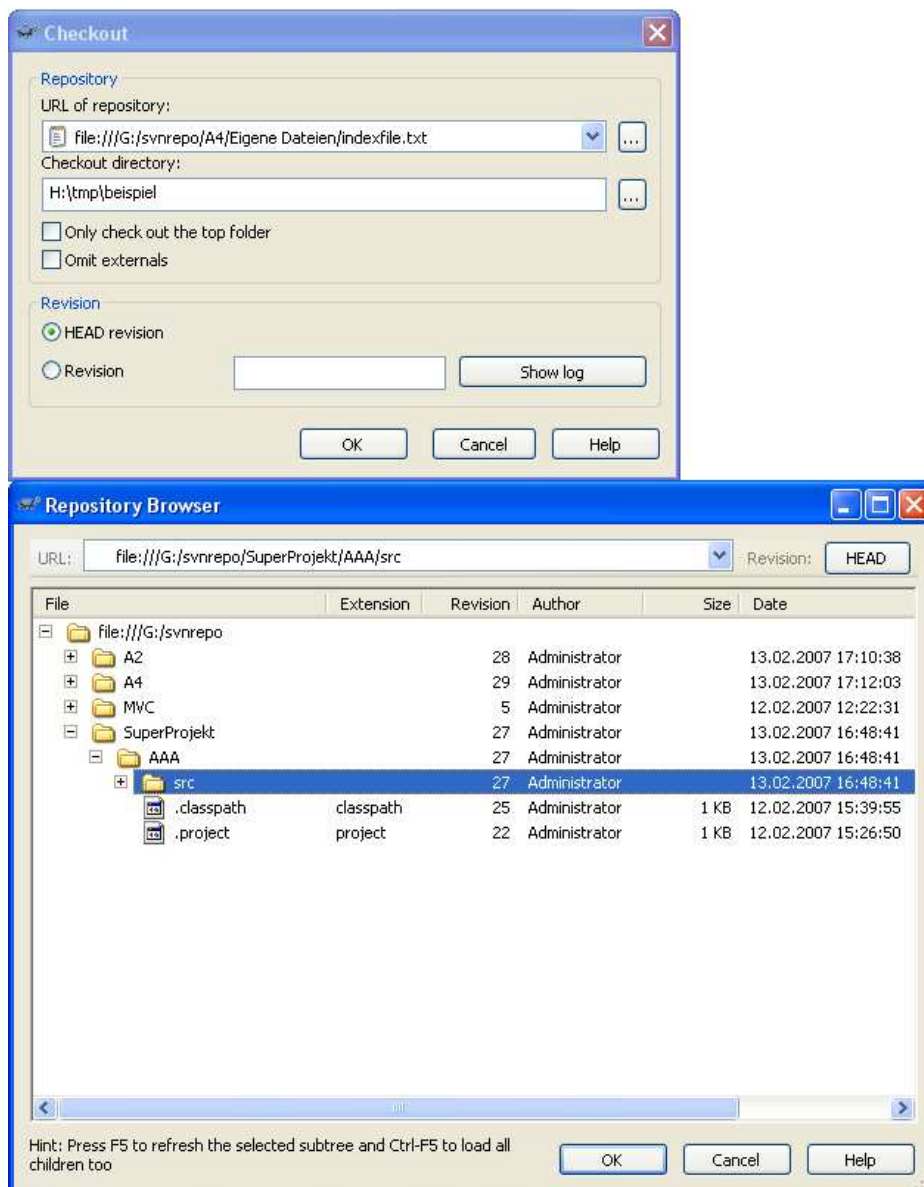 Checkout
Repository
URL of repository:
file:///G:/svnrepo/A4/Eigene Dateien/indexfile.txt
...
Checkout directory:
H:\tmp\beispiel
...
Only check out the top folder
Omit externals
Revision
HEAD revision
Revision
Show log
OK Cancel Help
Repository Browser
URL: file:///G:/svnrepo/SuperProjekt/AAA/src Revision: HEAD
File Extension Revision Author Size Date
file:///G:/svnrepo
A2 28 Administrator 13.02.2007 17:10:38
A4 29 Administrator 13.02.2007 17:12:03
MVC 5 Administrator 12.02.2007 12:22:31
SuperProjekt 27 Administrator 13.02.2007 16:48:41
AAA 27 Administrator 13.02.2007 16:48:41
src 27 Administrator 13.02.2007 16:48:41
.classpath classpath 25 Administrator 1 KB 12.02.2007 15:39:55
.project project 22 Administrator 1 KB 12.02.2007 15:26:50
Hint: Press F5 to refresh the selected subtree and Ctrl-F5 to load all
children too
OK Cancel Help